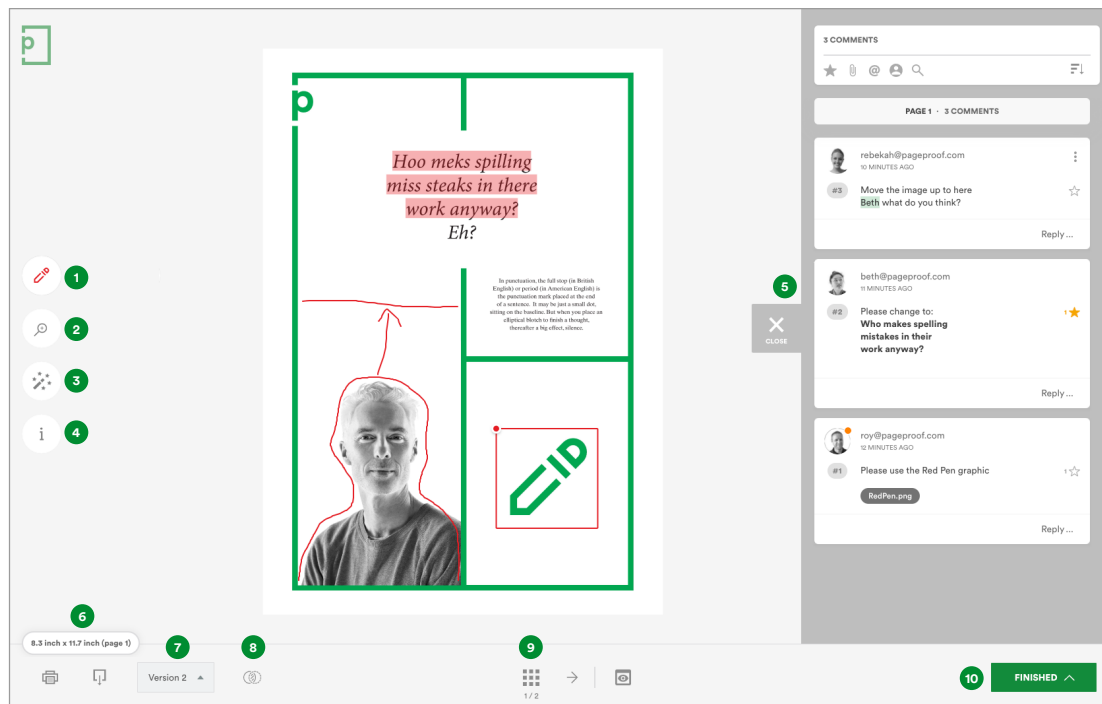 p
3 COMMENTS
@
PAGE 1 · 3 COMMENTS
p
Hoo meks spilling
miss steaks in there
work anyway?
Eh?
In punctuation, the full stop (in British
English) or period (in American English) is
the punctuation mark placed at the end
of a sentence. It may be just a small dot,
sitting on the baseline. But when you place an
elliptical blotch to finish a thought,
thereafter a big effect, silence.
1
2
3
i
4
5
CLOSE
rebekah@pageproof.com
10 MINUTES AGO
#3
Move the image up to here
Beth what do you think?
Reply ...
beth@pageproof.com
11 MINUTES AGO
#2
Please change to:
1
Who makes spelling
mistakes in their
work anyway?
Reply ...
roy@pageproof.com
12 MINUTES AGO
#1
Please use the Red Pen graphic
1
RedPen.png
Reply ...
6
8.3 inch x 11.7 inch (page 1)
7
Version 2
8
9
1 / 2
10
FINISHED